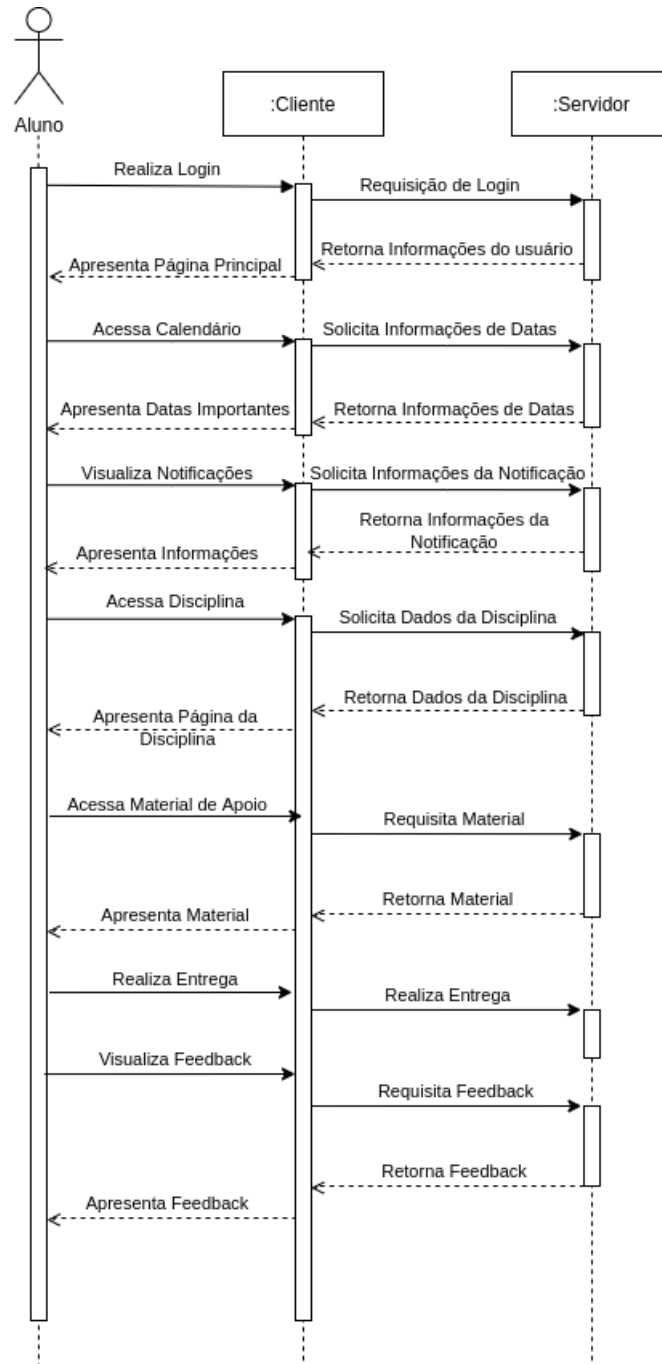 Aluno
:Cliente
:Servidor
Realiza Login
Requisição de Login
Retorna Informações do usuário
Apresenta Página Principal
Acessa Calendário
Solicita Informações de Datas
Apresenta Datas Importantes
Retorna Informações de Datas
Visualiza Notificações
Solicita Informações da Notificação
Retorna Informações da
Notificação
Apresenta Informações
Acessa Disciplina
Solicita Dados da Disciplina
Retorna Dados da Disciplina
Apresenta Página da
Disciplina
Acessa Material de Apoio
Requisita Material
Retorna Material
Apresenta Material
Realiza Entrega
Realiza Entrega
Visualiza Feedback
Requisita Feedback
Retorna Feedback
Apresenta Feedback